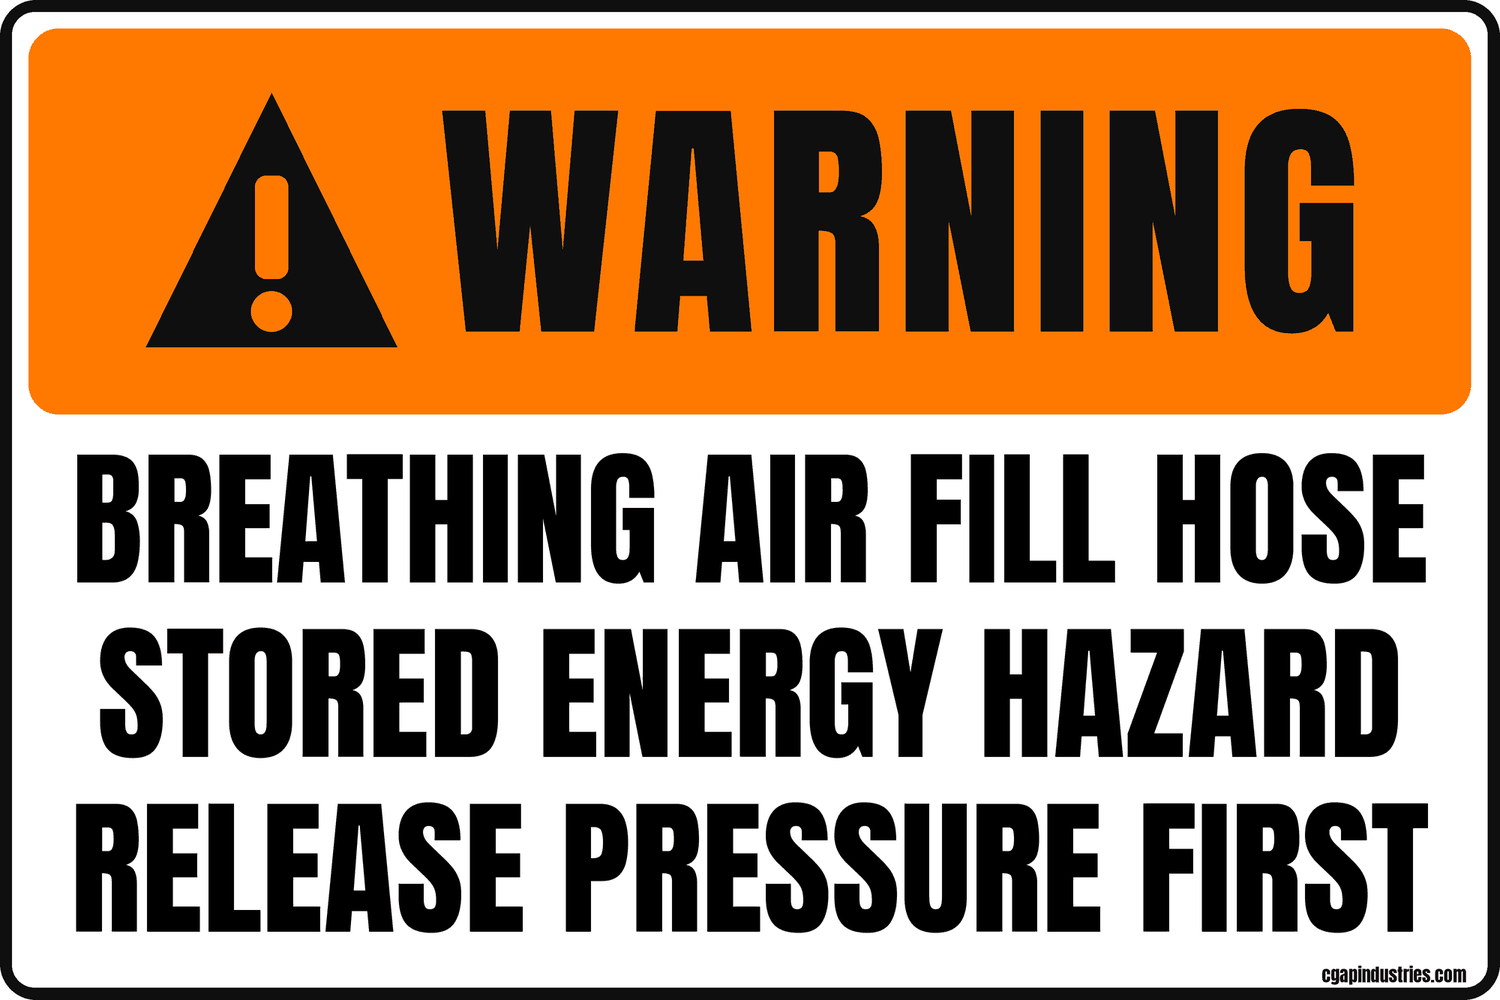 WARNING
BREATHING AIR FILL HOSE
STORED ENERGY HAZARD
RELEASE PRESSURE FIRST
cgapindustries.com